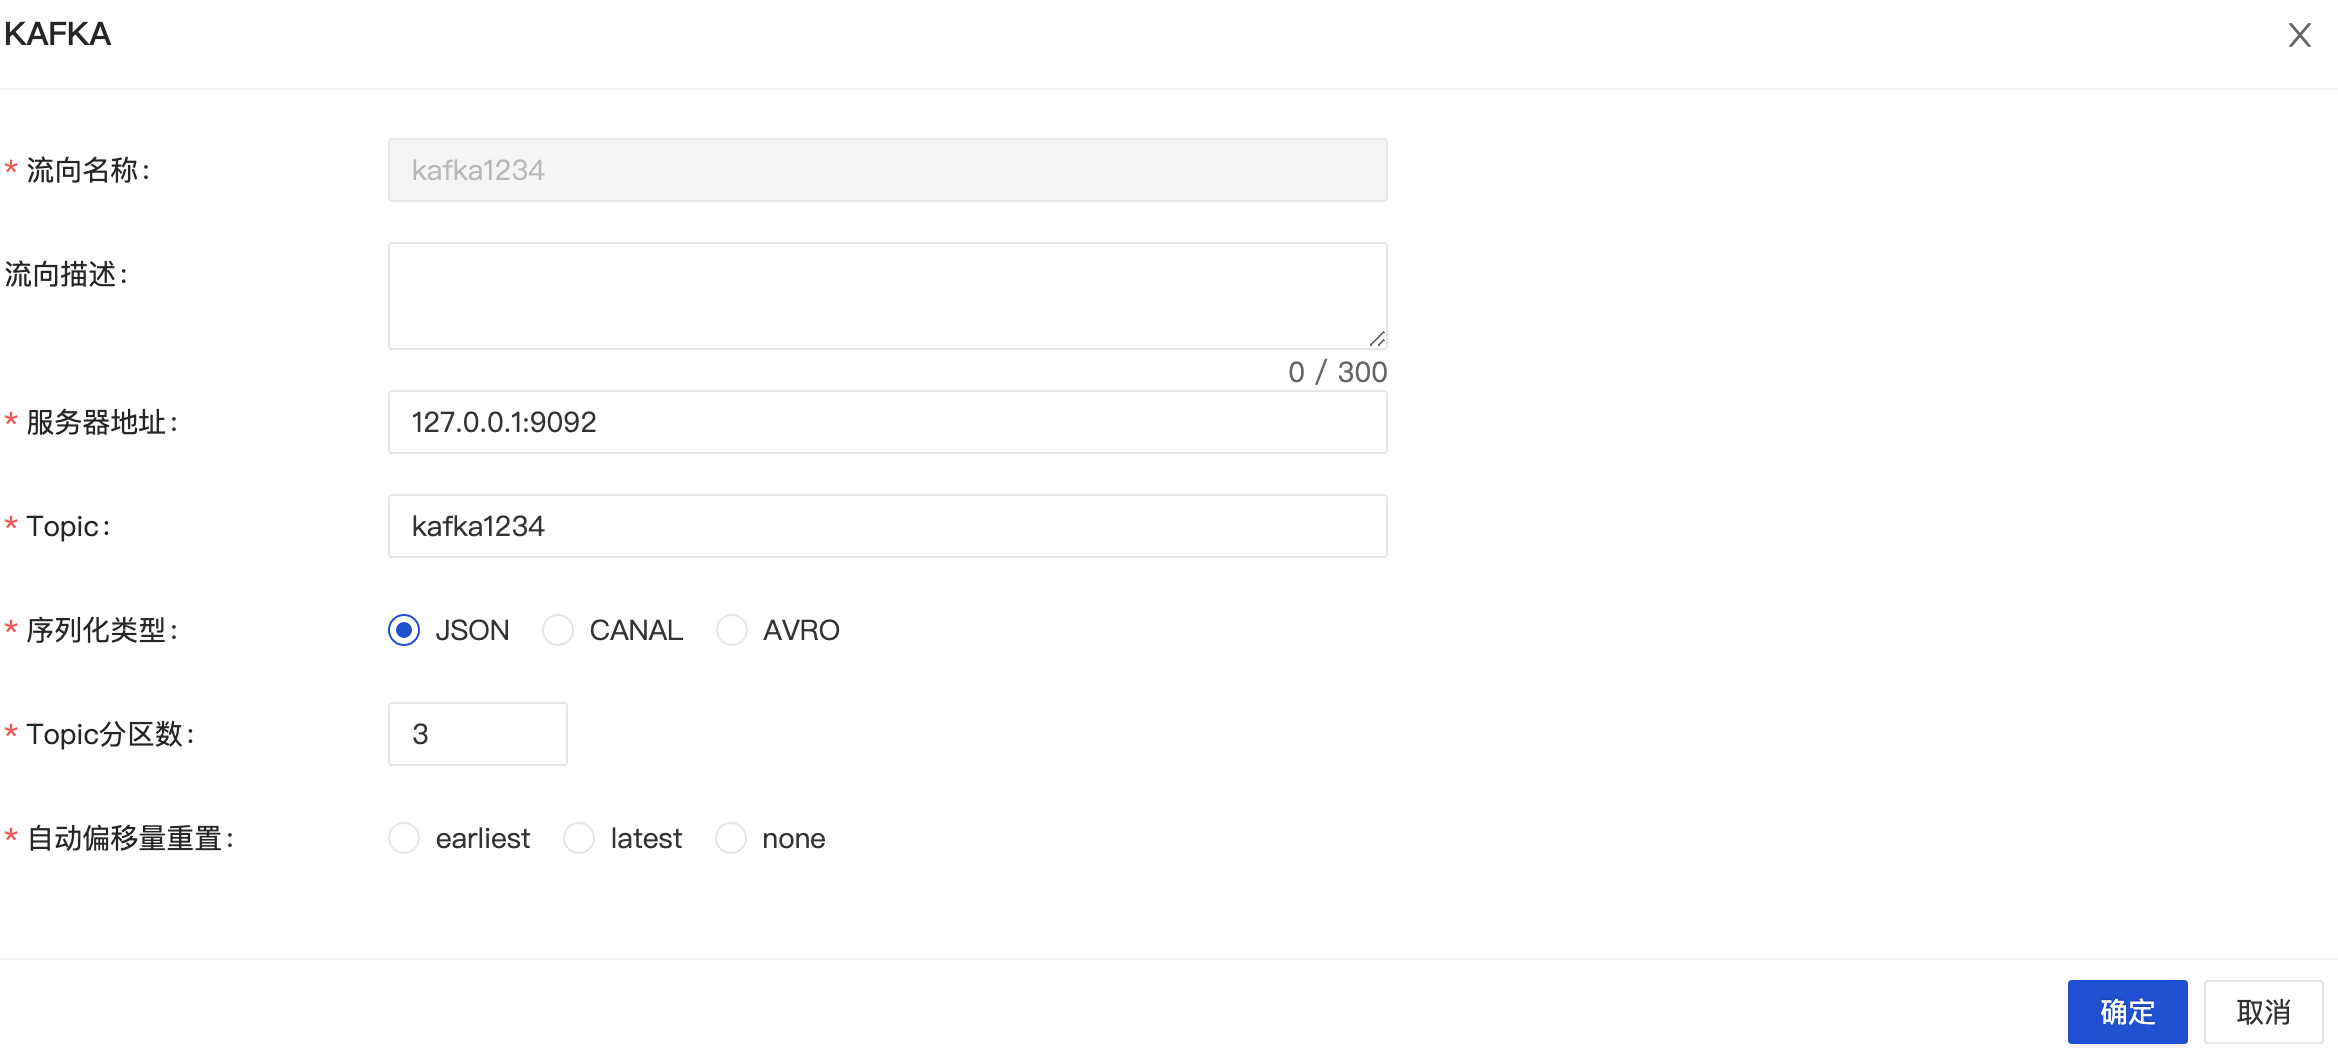 KAFKA
* 流向名称:
kafka1234
流向描述:
0 / 300
* 服务器地址:
127.0.0.1:9092
* Topic:
kafka1234
* 序列化类型:
JSON CANAL AVRO
* Topic分区数:
3
* 自动偏移量重置:
earliest latest none
确定 取消